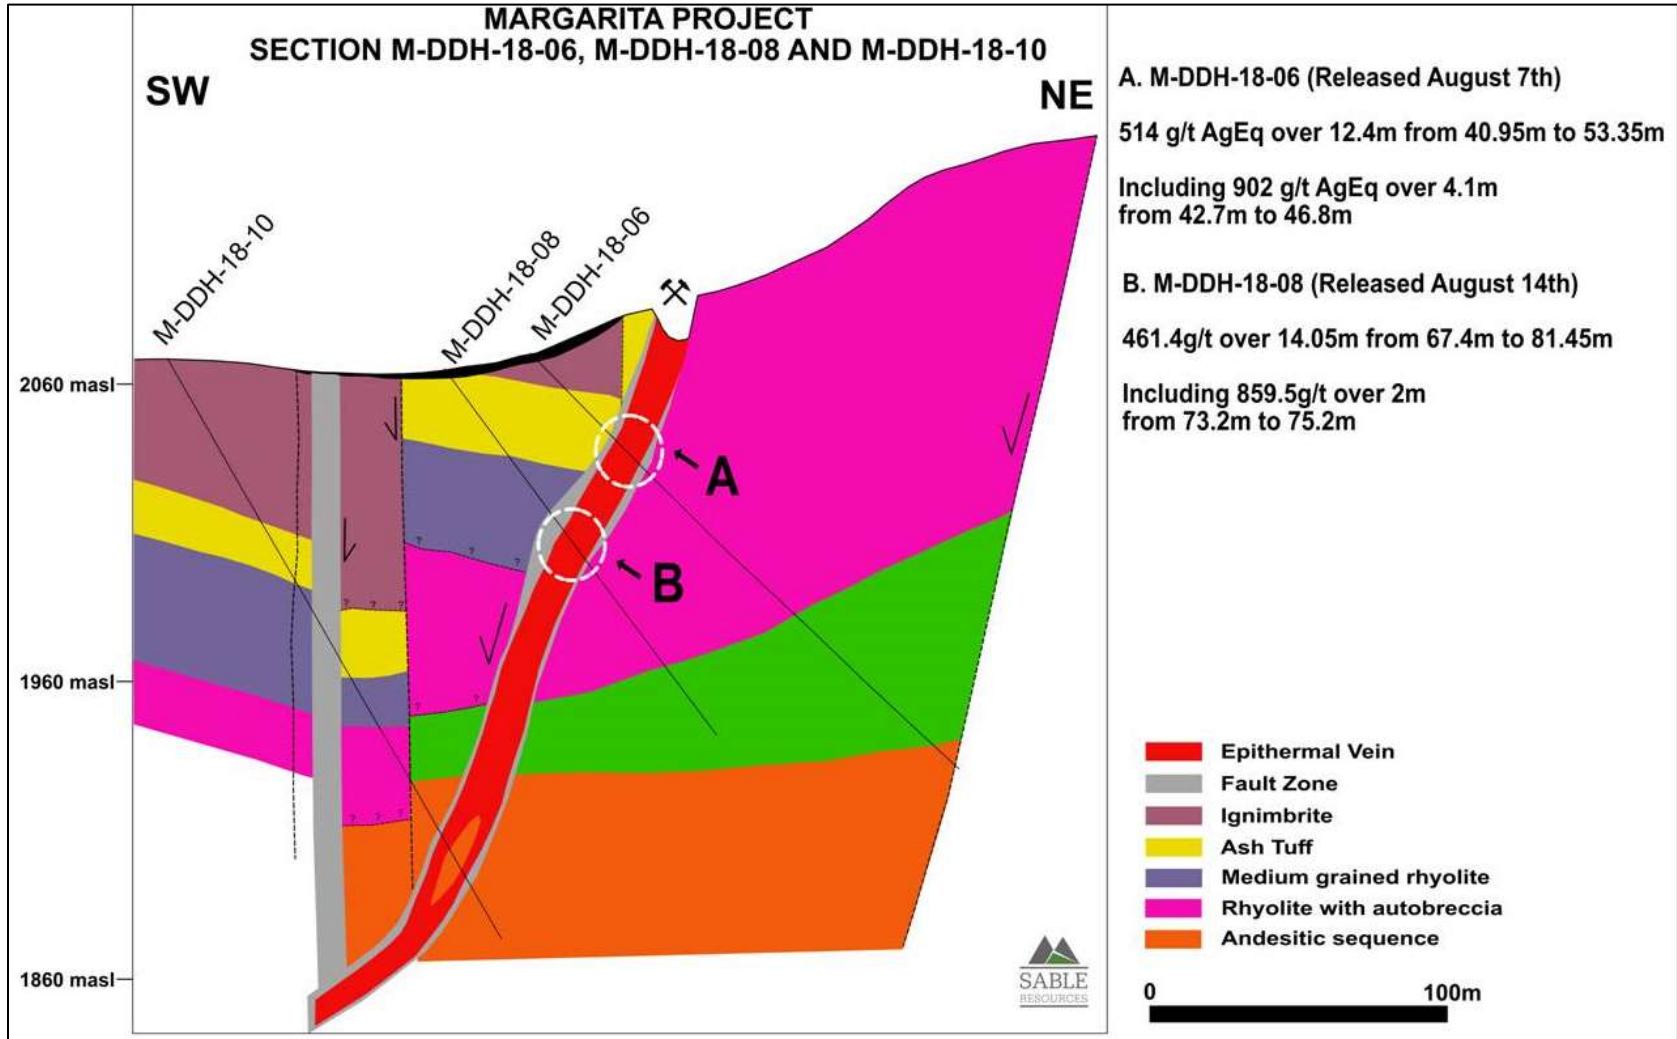 MARGARITA PROJECT
SECTION M-DDH-18-06, M-DDH-18-08 AND M-DDH-18-10
SW
NE
M-DDH-18-10
M-DDH-18-08
M-DDH-18-06
2060 masl
1960 masl
1860 masl
A
B
? ? ?
? ? ?
? ?
? ? ?
SABLE
RESOURCES
A. M-DDH-18-06 (Released August 7th)
514 g/t AgEq over 12.4m from 40.95m to 53.35m
Including 902 g/t AgEq over 4.1m
from 42.7m to 46.8m
B. M-DDH-18-08 (Released August 14th)
461.4g/t over 14.05m from 67.4m to 81.45m
Including 859.5g/t over 2m
from 73.2m to 75.2m
Epithermal Vein
Fault Zone
Ignimbrite
Ash Tuff
Medium grained rhyolite
Rhyolite with autobreccia
Andesitic sequence
0 100m